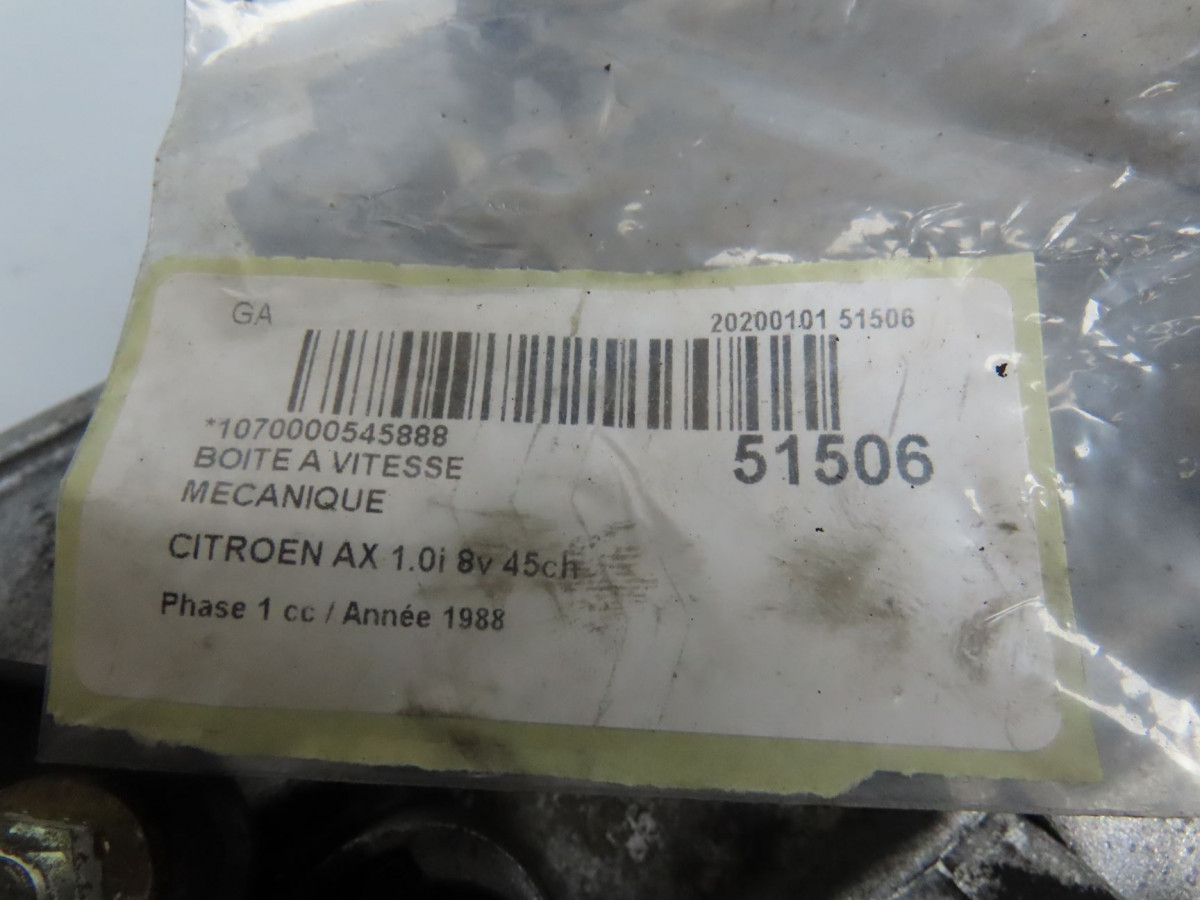 GA
20200101 51506
*1070000545888
51506
BOITE A VITESSE
MECANIQUE
CITROEN AX 1.0i 8v 45ch
Phase 1 cc / Année 1988